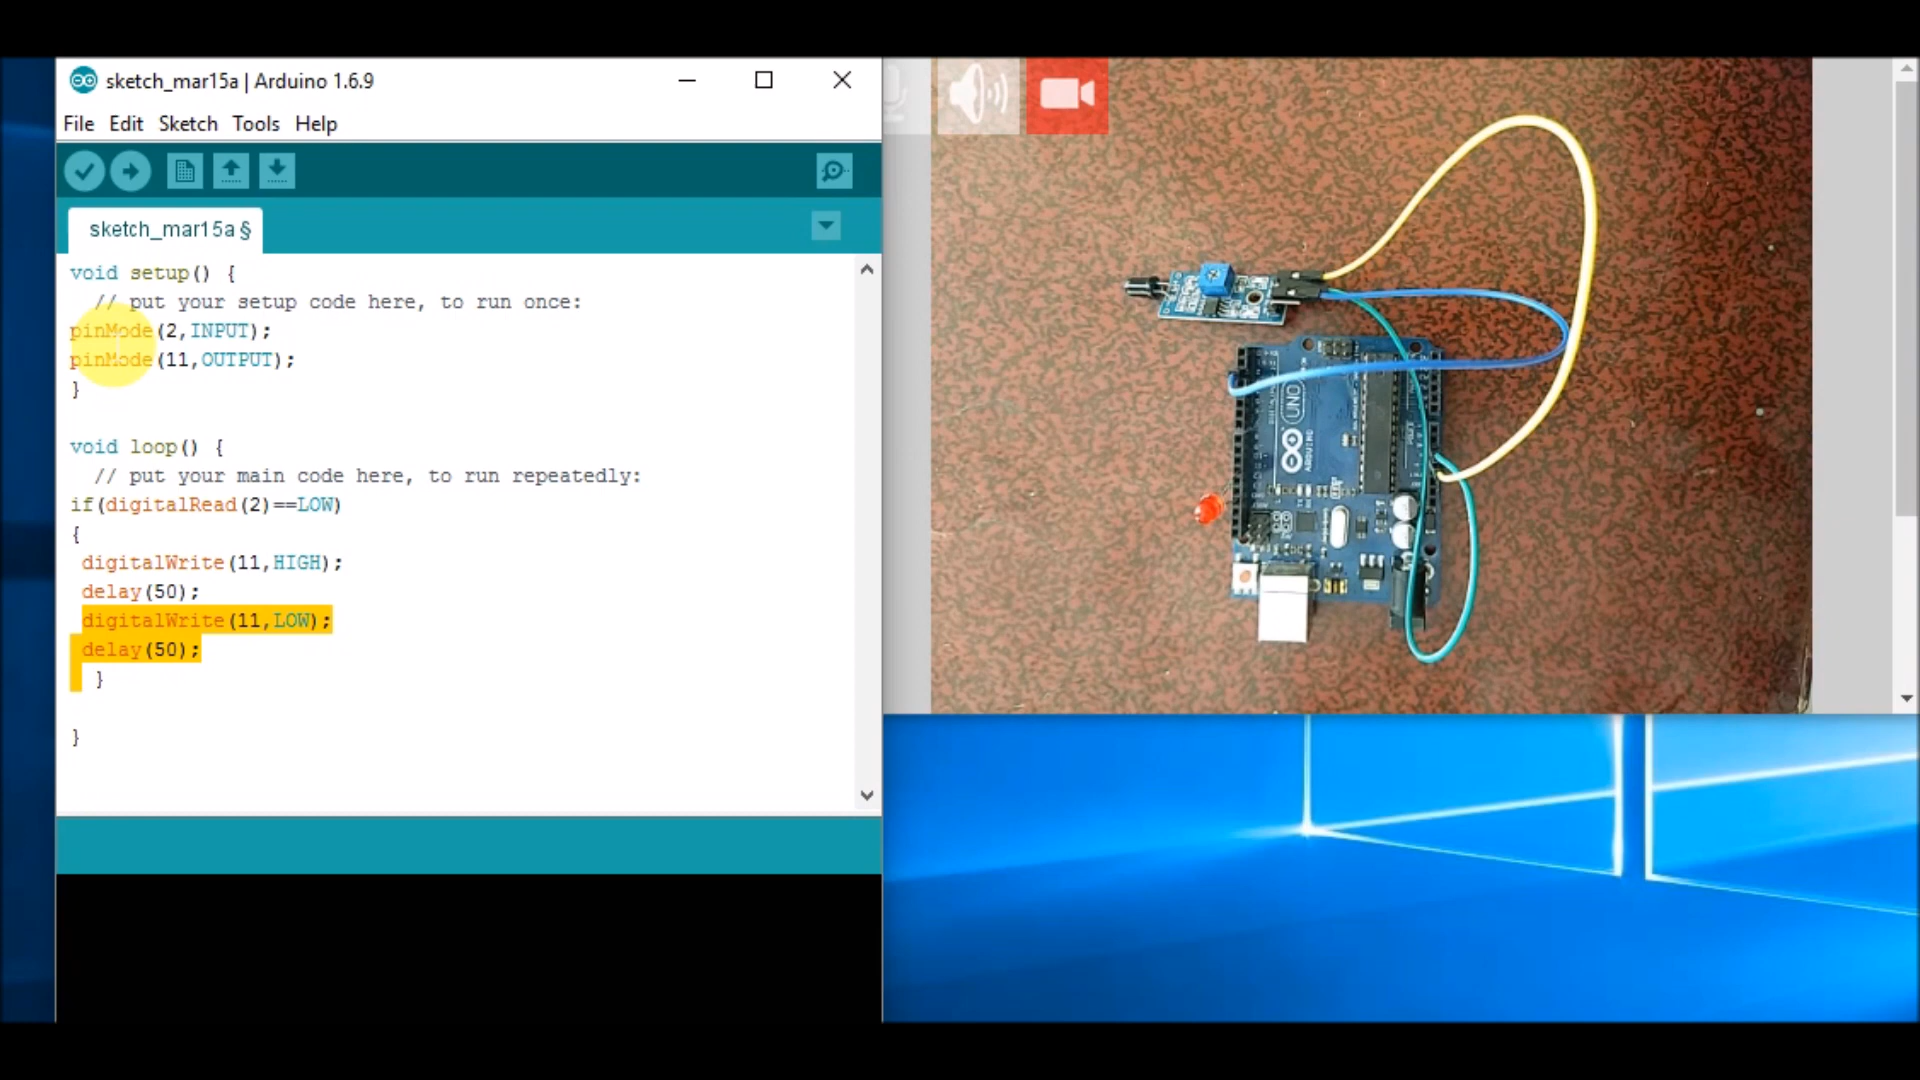 sketch_mar15a | Arduino 1.6.9
File Edit Sketch Tools Help
sketch_mar15a §
void setup() {
// put your setup code here, to run once:
pinMode(2,INPUT);
pinMode(11,OUTPUT);
}
void loop() {
// put your main code here, to run repeatedly:
if(digitalRead(2)==LOW)
{
digitalWrite(11,HIGH);
delay(50);
digitalWrite(11,LOW);
delay(50);
}
}
UNO
ARDUINO